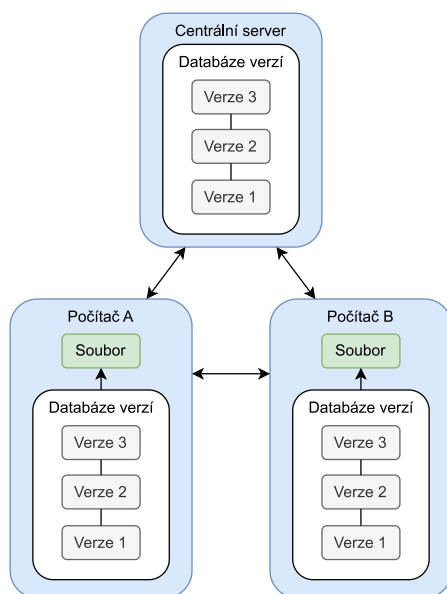 Centrální server
Databáze verzí
Verze 3
Verze 2
Verze 1
Počítač A
Soubor
Databáze verzí
Verze 3
Verze 2
Verze 1
Počítač B
Soubor
Databáze verzí
Verze 3
Verze 2
Verze 1